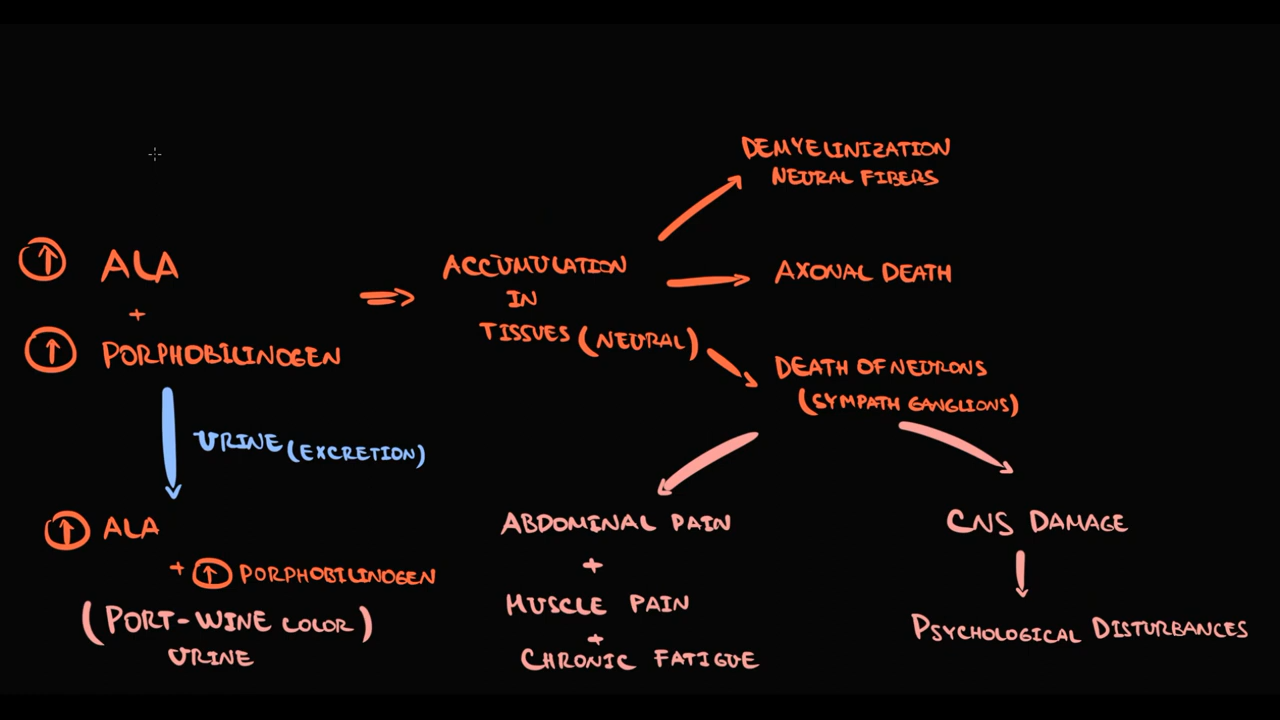 ↑ ALA
+
↑ PORPHOBILINOGEN
URINE (EXCRETION)
↑ ALA
+ ↑ PORPHOBILINOGEN
(PORT-WINE COLOR)
URINE
⇒
ACCUMULATION
IN
TISSUES (NEURAL)
DEMYELINIZATION
NEURAL FIBERS
AXONAL DEATH
DEATH OF NEURONS
(SYMPATH GANGLIONS)
ABDOMINAL PAIN
+
MUSCLE PAIN
+
CHRONIC FATIGUE
CNS DAMAGE
PSYCHOLOGICAL DISTURBANCES